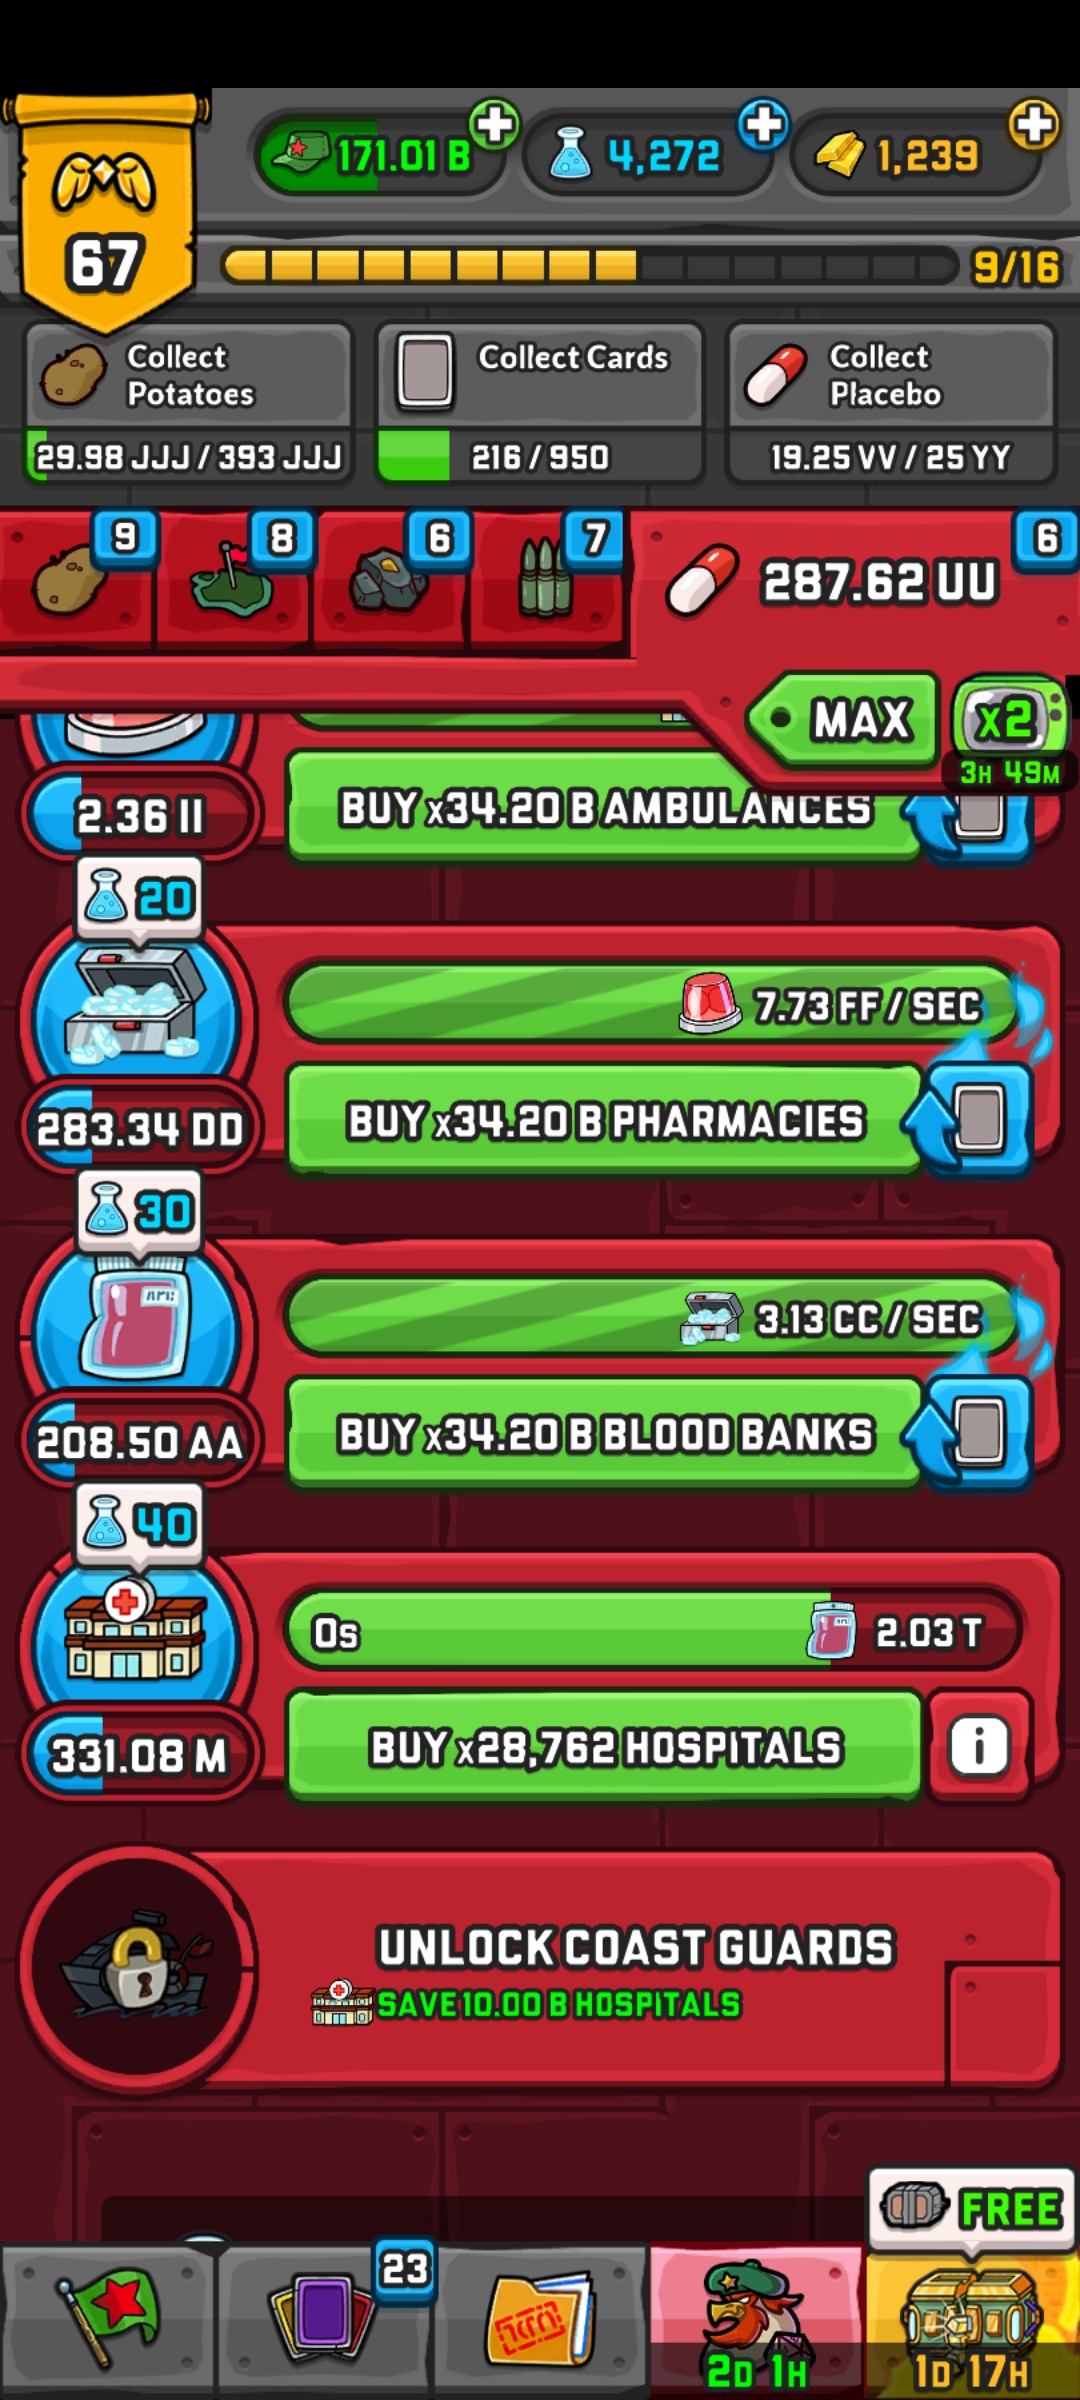 171.01 B
4,272
1,239
67
9/16
Collect
Potatoes
29.98 JJJ / 393 JJJ
Collect Cards
216 / 950
Collect
Placebo
19.25 VV / 25 YY
9
8
6
7
6
287.62 UU
MAX
x2
3H 49M
2.36 II
BUY x34.20 B AMBULANCES
20
7.73 FF / SEC
283.34 DD
BUY x34.20 B PHARMACIES
30
3.13 CC / SEC
208.50 AA
BUY x34.20 B BLOOD BANKS
40
0s
2.03 T
331.08 M
BUY x28,762 HOSPITALS
i
UNLOCK COAST GUARDS
SAVE 10.00 B HOSPITALS
FREE
23
2D 1H
1D 17H